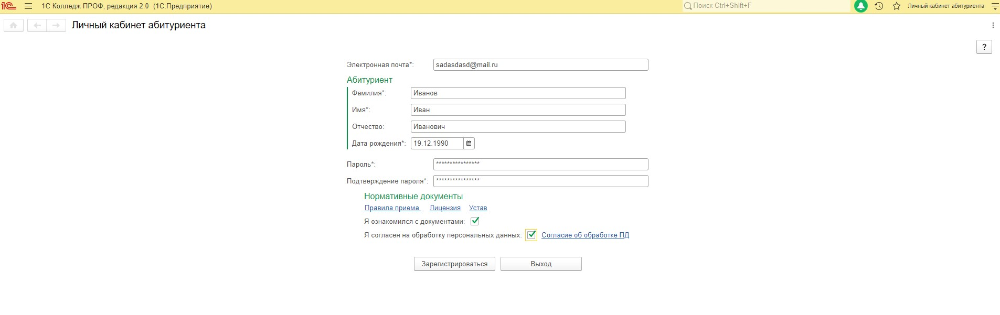 1С 1С Колледж ПРОФ, редакция 2.0 (1С:Предприятие) Поиск Ctrl+Shift+F Личный кабинет абитуриента
Личный кабинет абитуриента
?
Электронная почта*: sadasdasd@mail.ru
Абитуриент
Фамилия*: Иванов
Имя*: Иван
Отчество: Иванович
Дата рождения*: 19.12.1990
Пароль*: ****************
Подтверждение пароля*: ****************
Нормативные документы
Правила приема Лицензия Устав
Я ознакомился с документами:
Я согласен на обработку персональных данных: Согласие об обработке ПД
Зарегистрироваться Выход